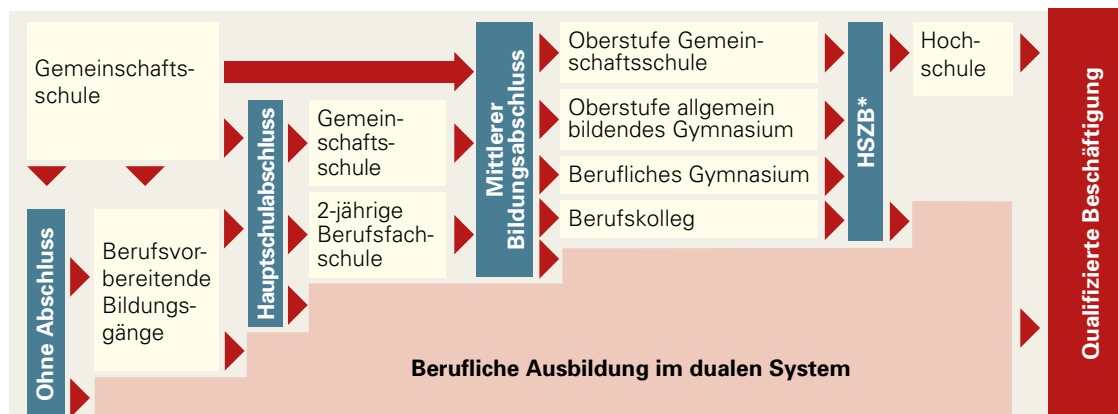 Gemeinschafts-
schule
Ohne Abschluss
Berufsvor-
bereitende
Bildungs-
gänge
Hauptschulabschluss
Gemein-
schafts-
schule
2-jährige
Berufsfach-
schule
Mittlerer
Bildungsabschluss
Oberstufe Gemein-
schaftsschule
Oberstufe allgemein
bildendes Gymnasium
Berufliches Gymnasium
Berufskolleg
HSZB*
Hoch-
schule
Qualifizierte Beschäftigung
Berufliche Ausbildung im dualen System